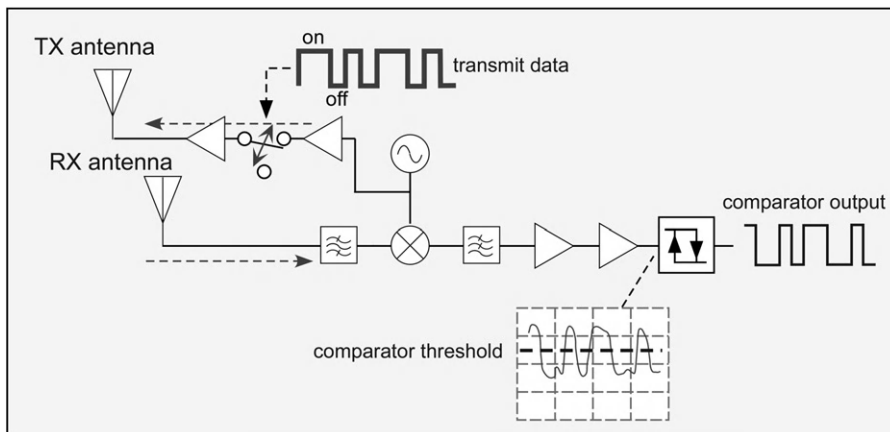 TX antenna
on
transmit data
off
RX antenna
comparator output
comparator threshold